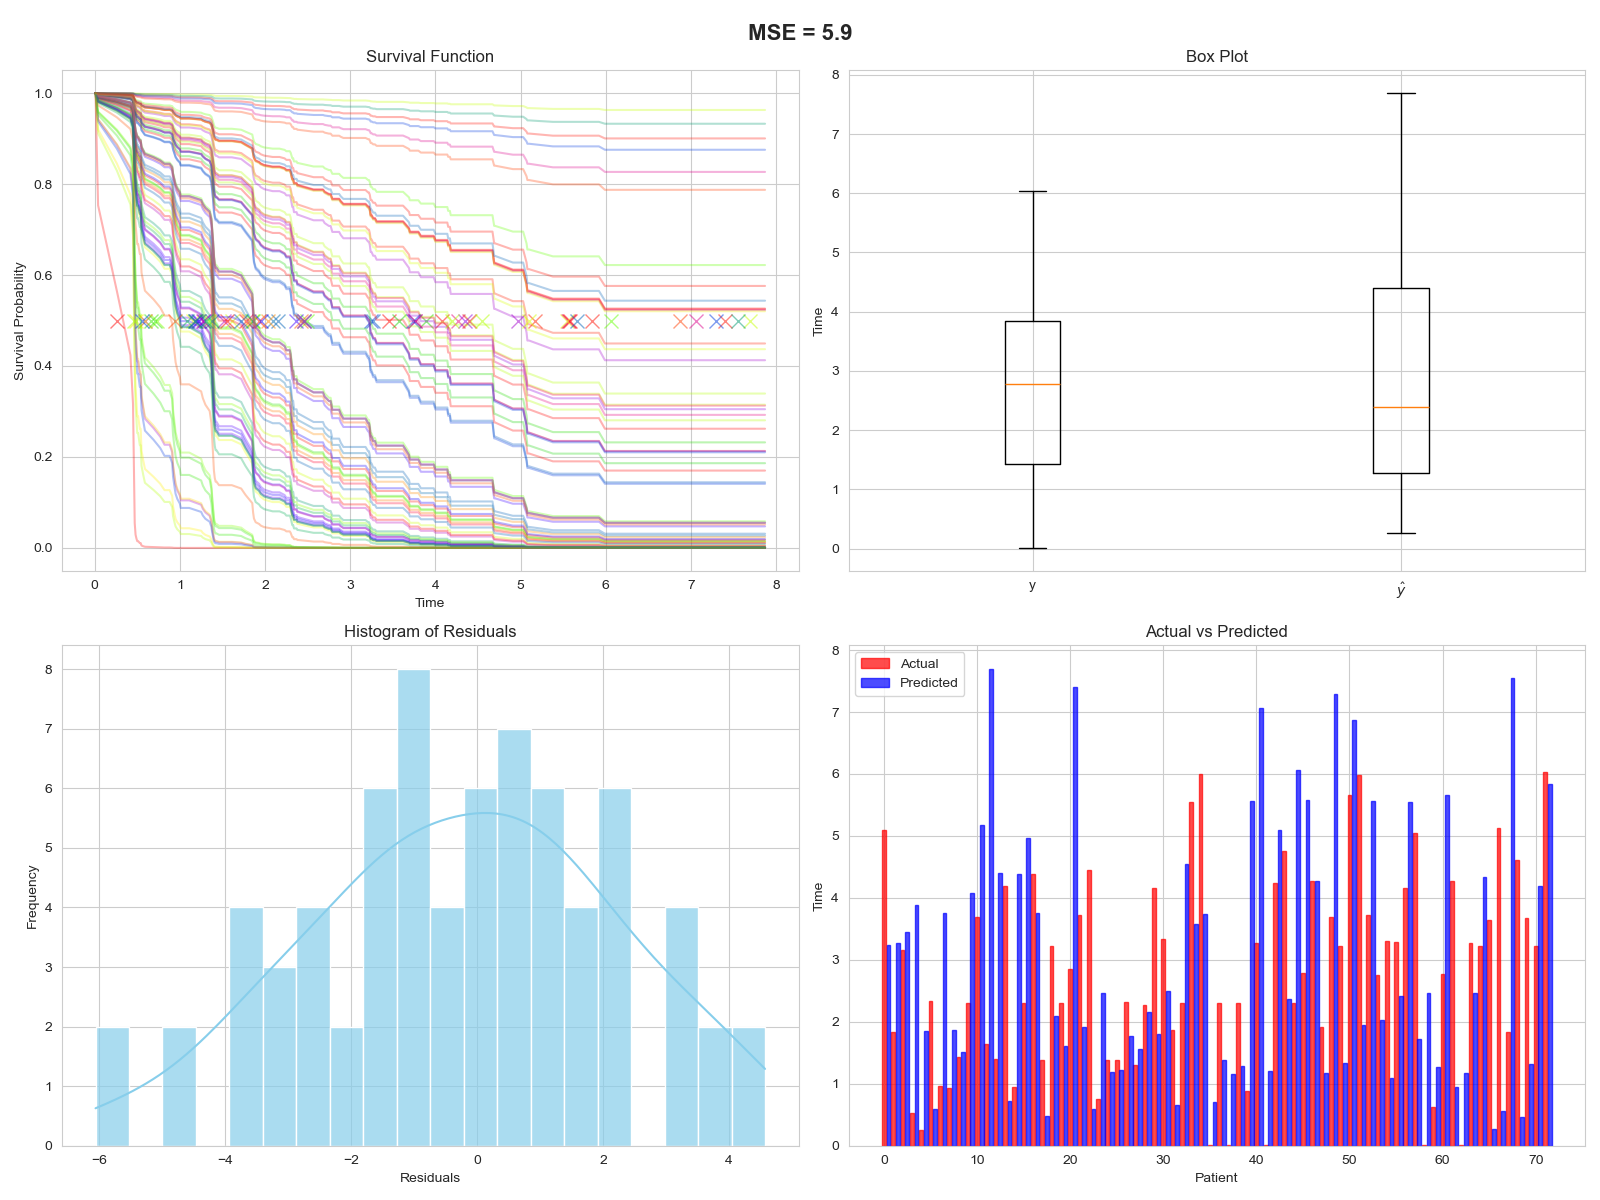 MSE = 5.9
Survival Function
Survival Probability
1.0
0.8
0.6
0.4
0.2
0.0
0 1 2 3 4 5 6 7 8
Time
Box Plot
Time
8
7
6
5
4
3
2
1
0
y ŷ
Histogram of Residuals
Frequency
8
7
6
5
4
3
2
1
0
−6 −4 −2 0 2 4
Residuals
Actual vs Predicted
Actual
Predicted
Time
8
7
6
5
4
3
2
1
0
0 10 20 30 40 50 60 70
Patient